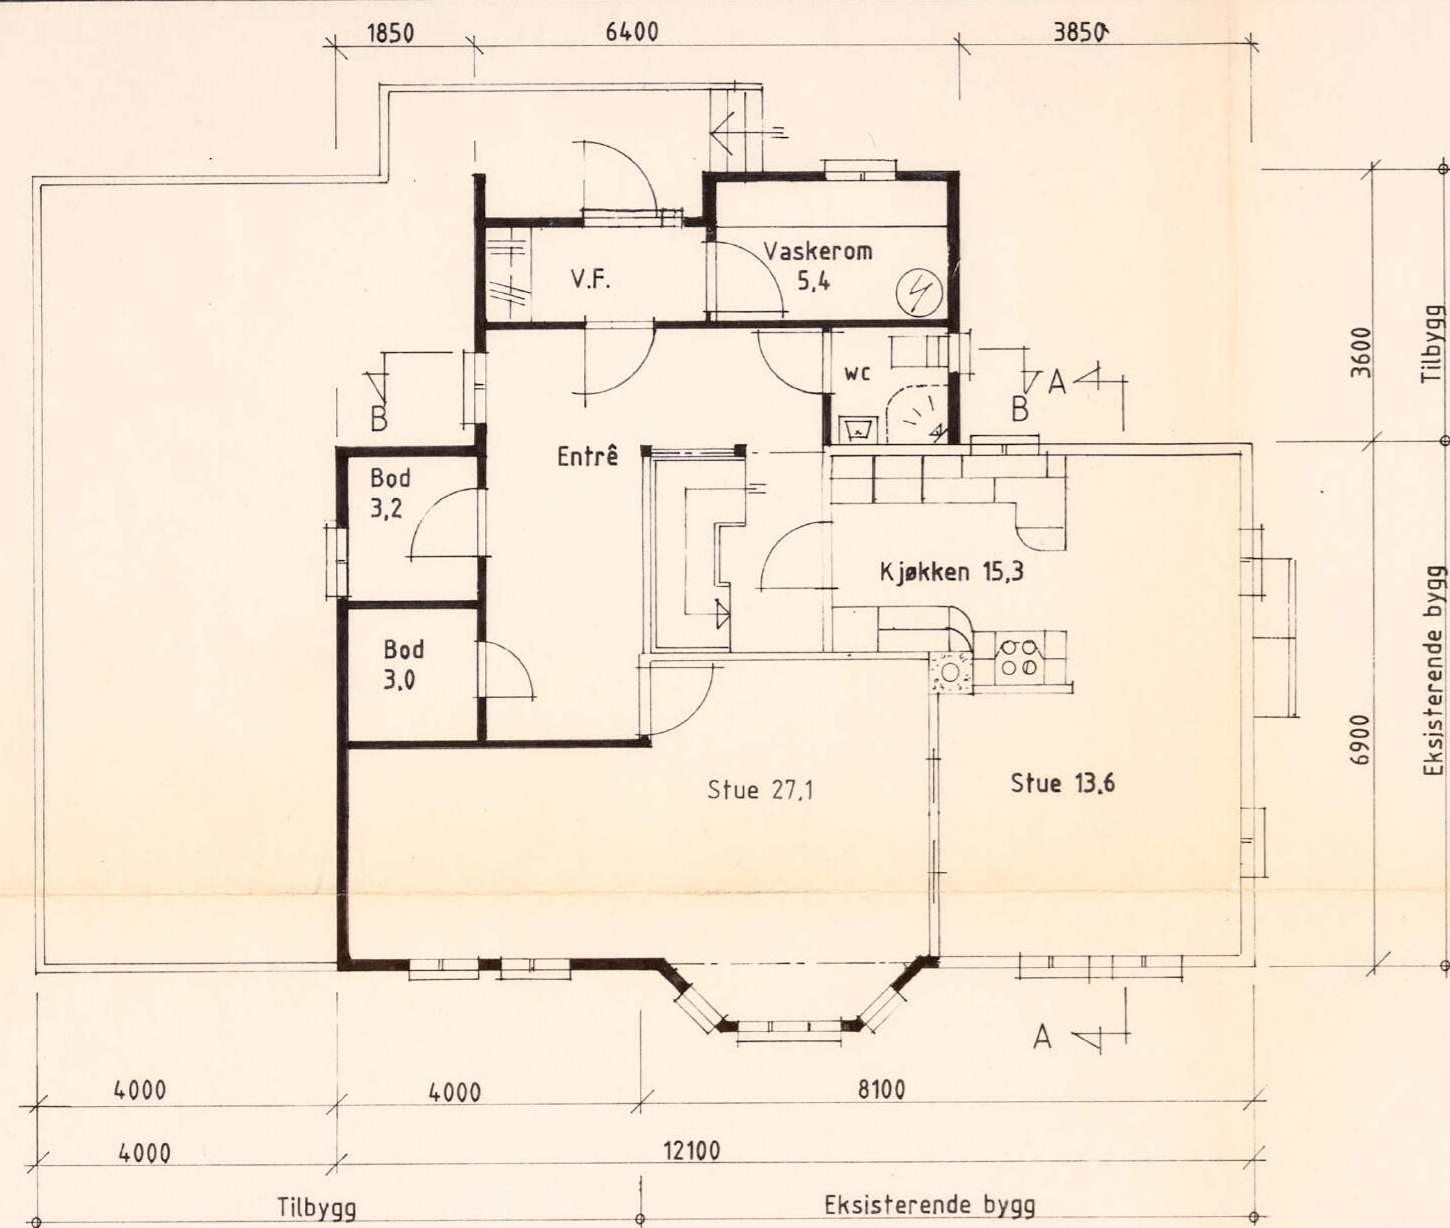 1850 6400 3850
Vaskerom
5,4
V.F.
WC
A
B
B
3600
Tilbygg
Entrê
Bod
3,2
Kjøkken 15,3
Bod
3,0
Stue 27,1
Stue 13,6
6900
Eksisterende bygg
A
4000 4000 8100
4000 12100
Tilbygg Eksisterende bygg